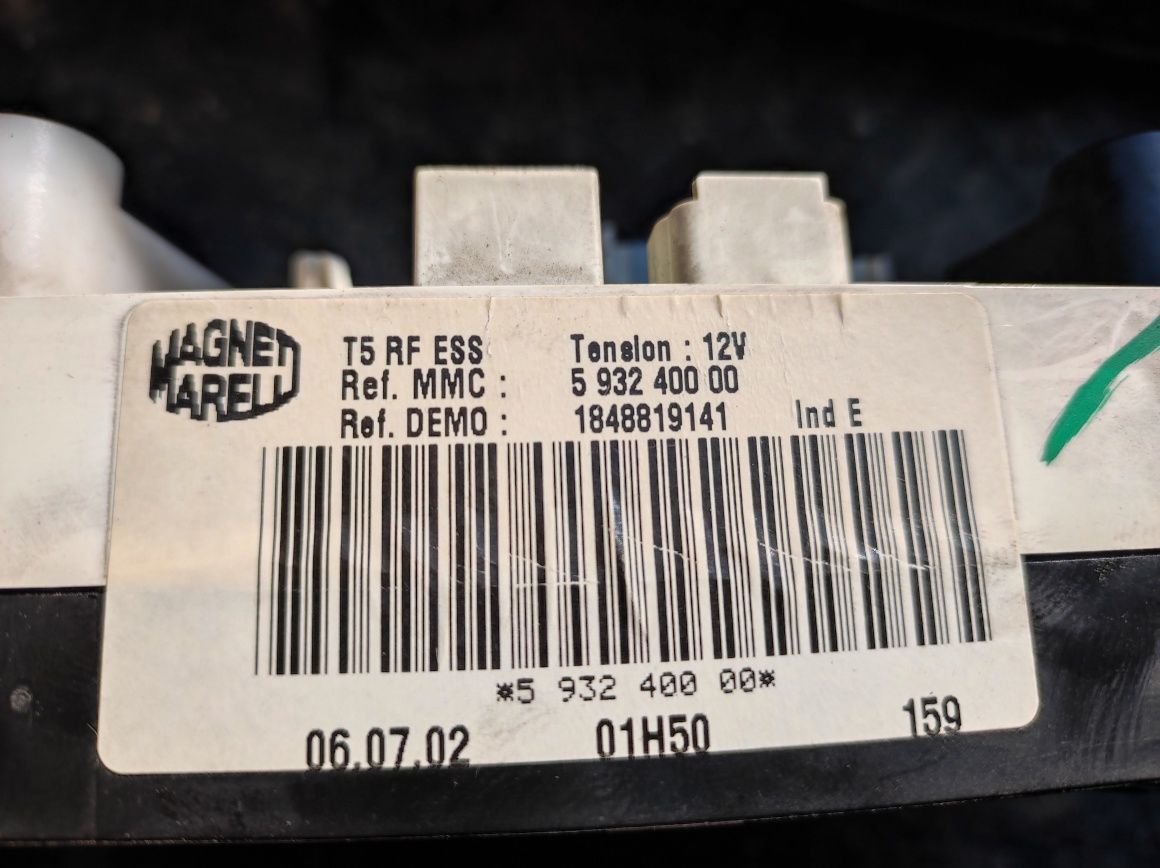 MAGNETI
MARELLI
T5 RF ESS Tension : 12V
Ref. MMC : 5 932 400 00
Ref. DEMO : 1848819141 Ind E
*5 932 400 00*
06.07.02 01H50 159